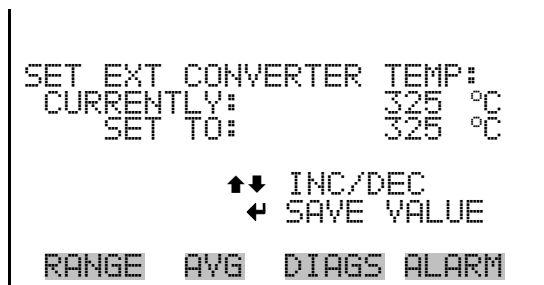 SET EXT CONVERTER TEMP:
CURRENTLY: 325 °C
SET TO: 325 °C
⬆⬇ INC/DEC
↵ SAVE VALUE
RANGE AVG DIAGS ALARM